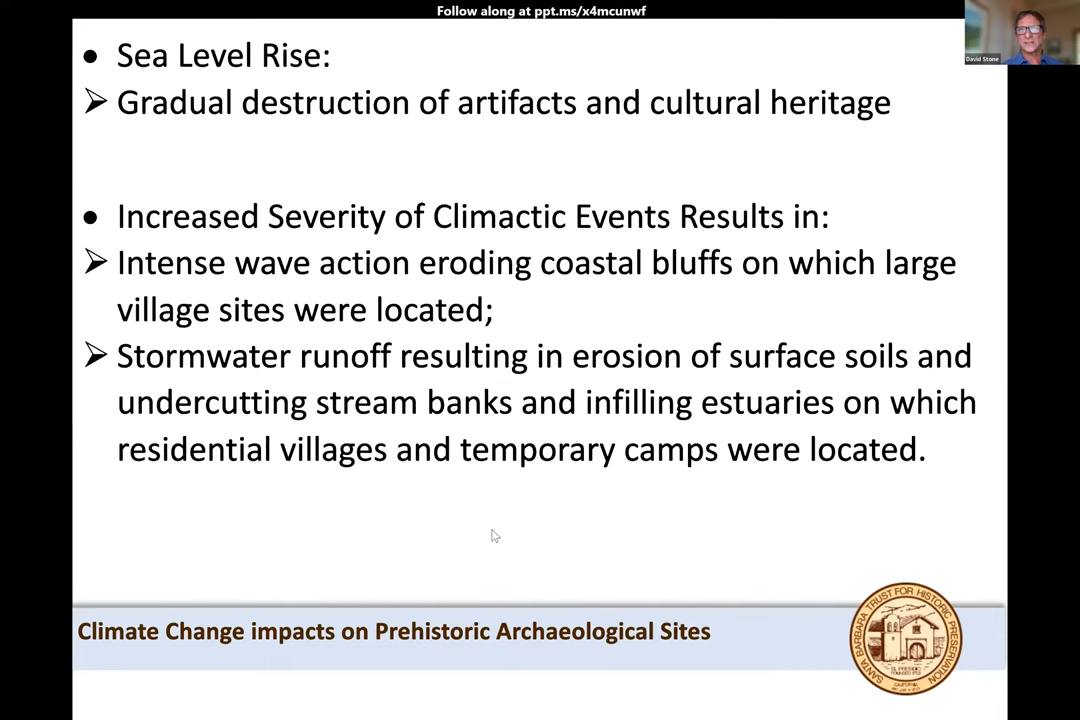 Follow along at ppt.ms/x4mcunwf
David Stone
• Sea Level Rise:
➢ Gradual destruction of artifacts and cultural heritage
• Increased Severity of Climactic Events Results in:
➢ Intense wave action eroding coastal bluffs on which large
village sites were located;
➢ Stormwater runoff resulting in erosion of surface soils and
undercutting stream banks and infilling estuaries on which
residential villages and temporary camps were located.
Climate Change impacts on Prehistoric Archaeological Sites
SANTA BARBARA TRUST FOR HISTORIC PRESERVATION
EL PRESIDIO
CALIFORNIA